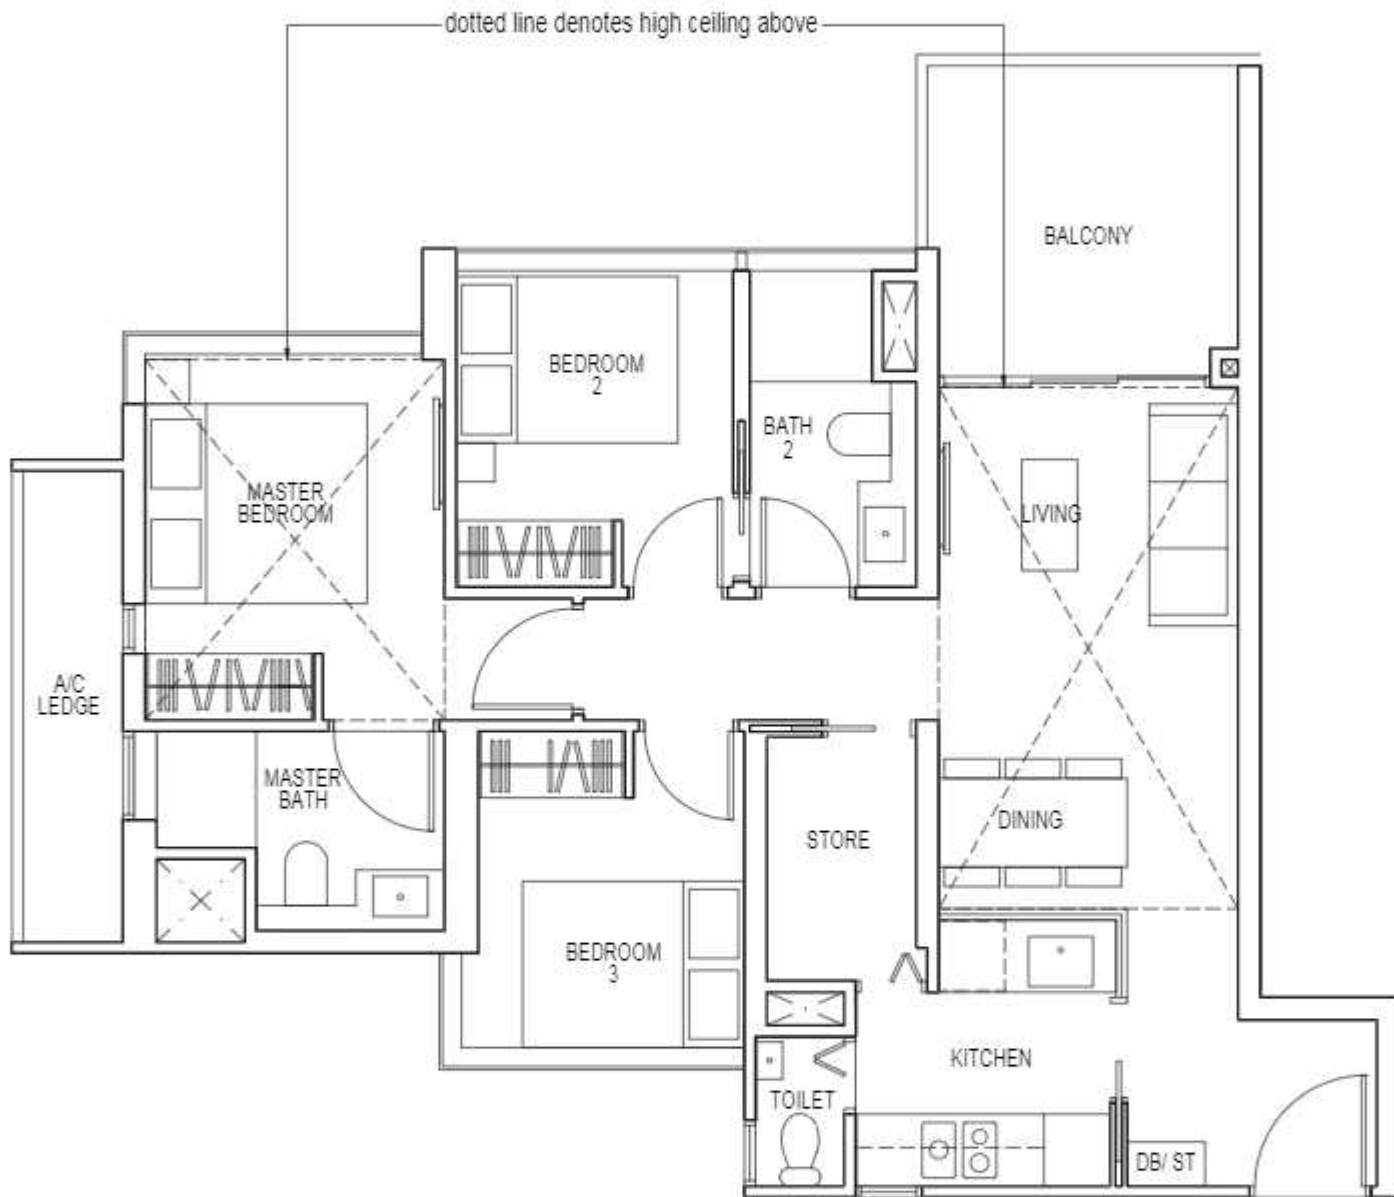 dotted line denotes high ceiling above
BALCONY
BEDROOM
2
BATH
2
MASTER
BEDROOM
LIVING
A/C
LEDGE
MASTER
BATH
DINING
STORE
BEDROOM
3
KITCHEN
TOILET
DB/ ST